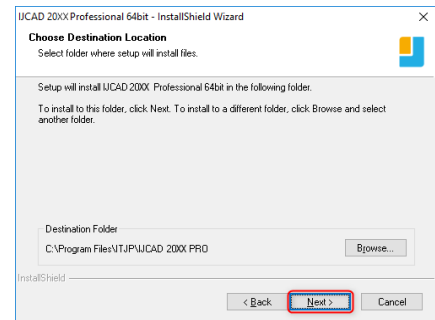 IJCAD 20XX Professional 64bit - InstallShield Wizard
Choose Destination Location
Select folder where setup will install files.
Setup will install IJCAD 20XX Professional 64bit in the following folder.
To install to this folder, click Next. To install to a different folder, click Browse and select
another folder.
Destination Folder
C:\Program Files\ITJP\IJCAD 20XX PRO
Browse...
InstallShield
< Back
Next >
Cancel